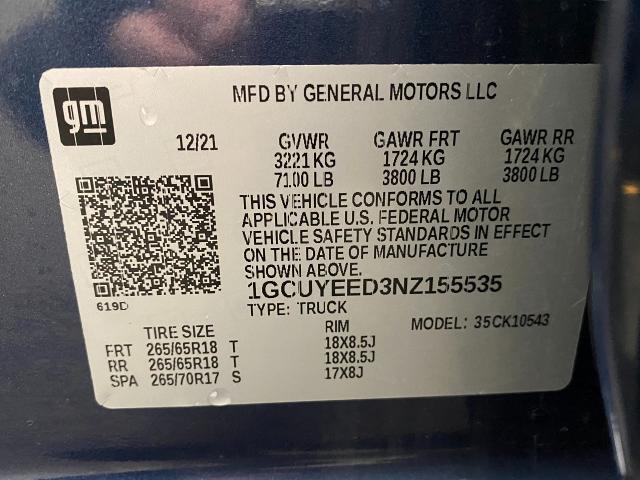 gm
MFD BY GENERAL MOTORS LLC
12/21 GVWR GAWR FRT GAWR RR
3221 KG 1724 KG 1724 KG
7100 LB 3800 LB 3800 LB
THIS VEHICLE CONFORMS TO ALL
APPLICABLE U.S. FEDERAL MOTOR
VEHICLE SAFETY STANDARDS IN EFFECT
ON THE DATE OF MANUFACTURE
SHOWN ABOVE.
1GCUYEED3NZ155535
619D TYPE: TRUCK
TIRE SIZE RIM MODEL: 35CK10543
FRT 265/65R18 T 18X8.5J
RR 265/65R18 T 18X8.5J
SPA 265/70R17 S 17X8J